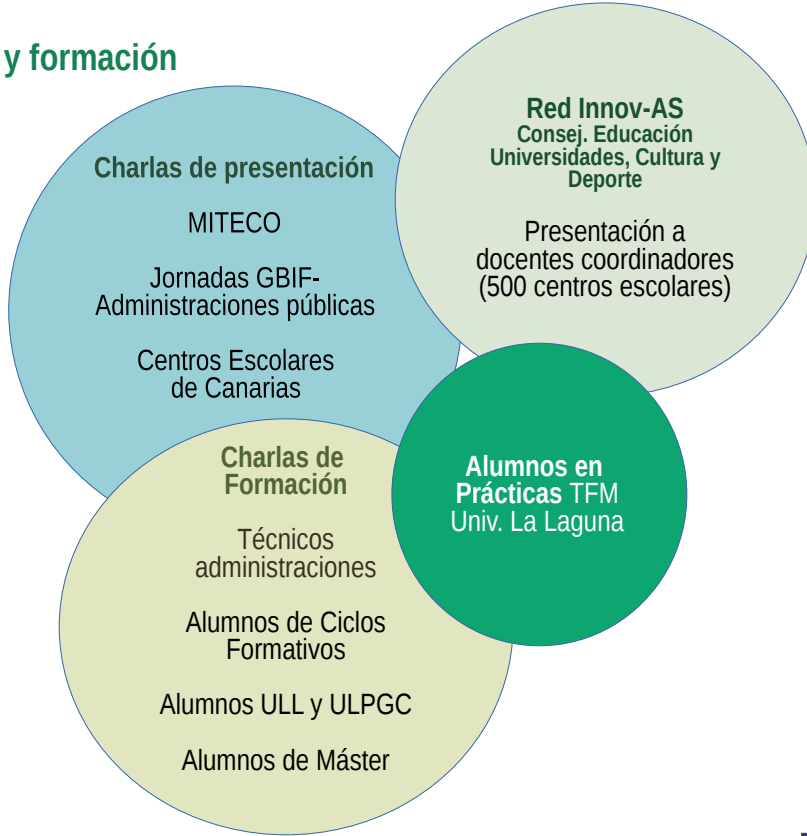 y formación
Charlas de presentación
MITECO
Jornadas GBIF-
Administraciones públicas
Centros Escolares
de Canarias
Red Innov-AS
Consej. Educación
Universidades, Cultura y
Deporte
Presentación a
docentes coordinadores
(500 centros escolares)
Charlas de
Formación
Técnicos
administraciones
Alumnos de Ciclos
Formativos
Alumnos ULL y ULPGC
Alumnos de Máster
Alumnos en
Prácticas TFM
Univ. La Laguna